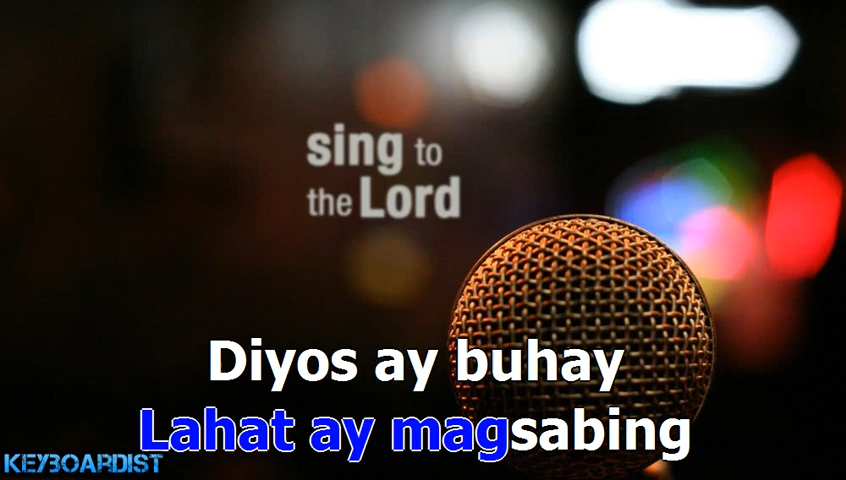 sing to
the Lord
Diyos ay buhay
Lahat ay magsabing
KEYBOARDIST